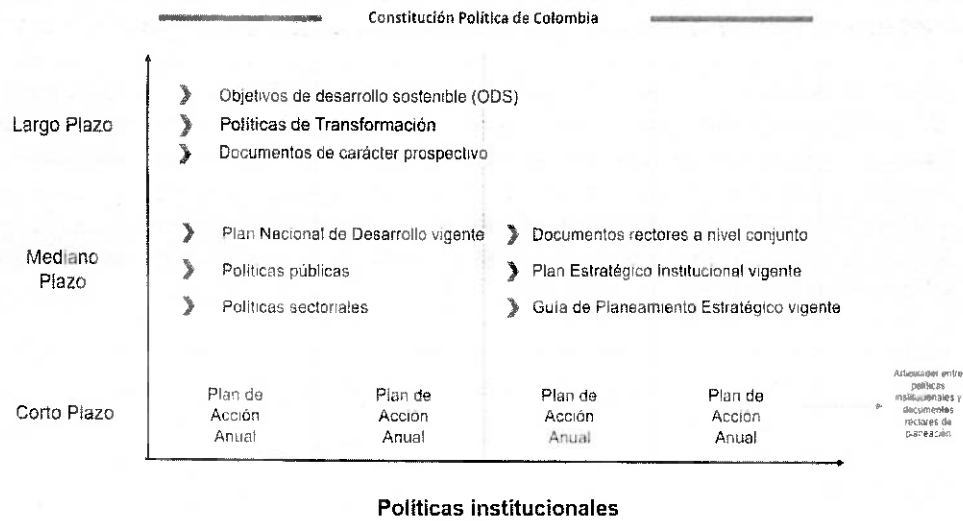 Constitución Política de Colombia
Largo Plazo
Objetivos de desarrollo sostenible (ODS)
Políticas de Transformación
Documentos de carácter prospectivo
Mediano
Plazo
Plan Nacional de Desarrollo vigente
Políticas públicas
Políticas sectoriales
Documentos rectores a nivel conjunto
Plan Estratégico Institucional vigente
Guía de Planeamiento Estratégico vigente
Corto Plazo
Plan de
Acción
Anual
Plan de
Acción
Anual
Plan de
Acción
Anual
Plan de
Acción
Anual
entre
políticas
institucionales y
documentos
rectores de
planeación
Políticas institucionales